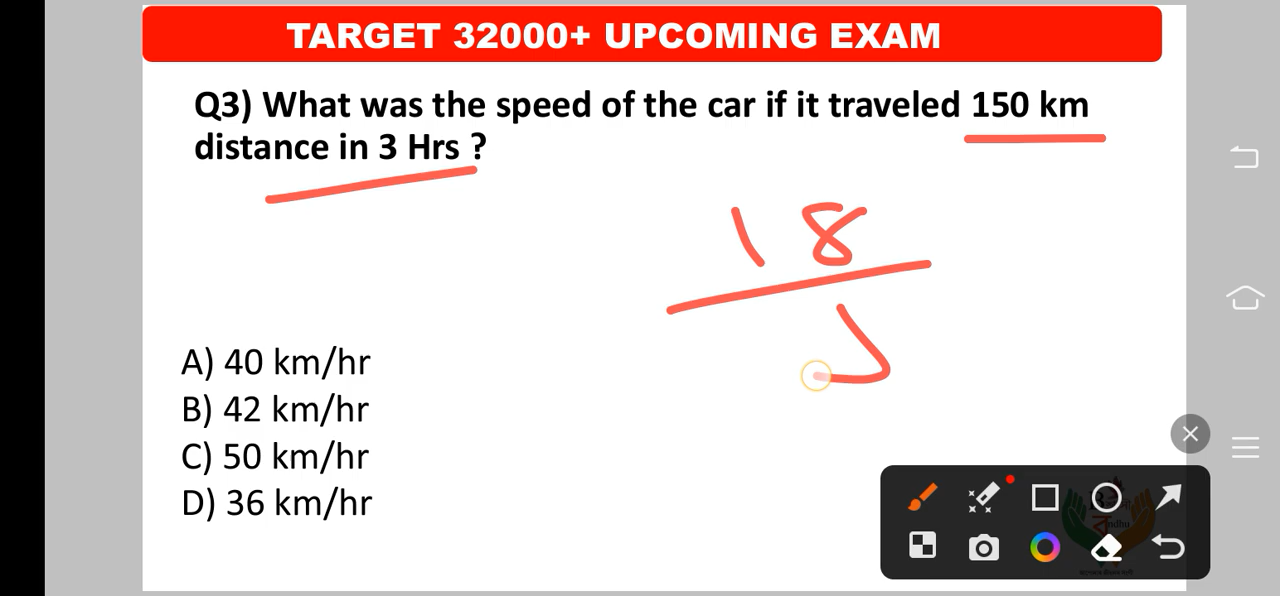 TARGET 32000+ UPCOMING EXAM
Q3) What was the speed of the car if it traveled 150 km
distance in 3 Hrs ?
18
A) 40 km/hr
B) 42 km/hr
C) 50 km/hr
D) 36 km/hr